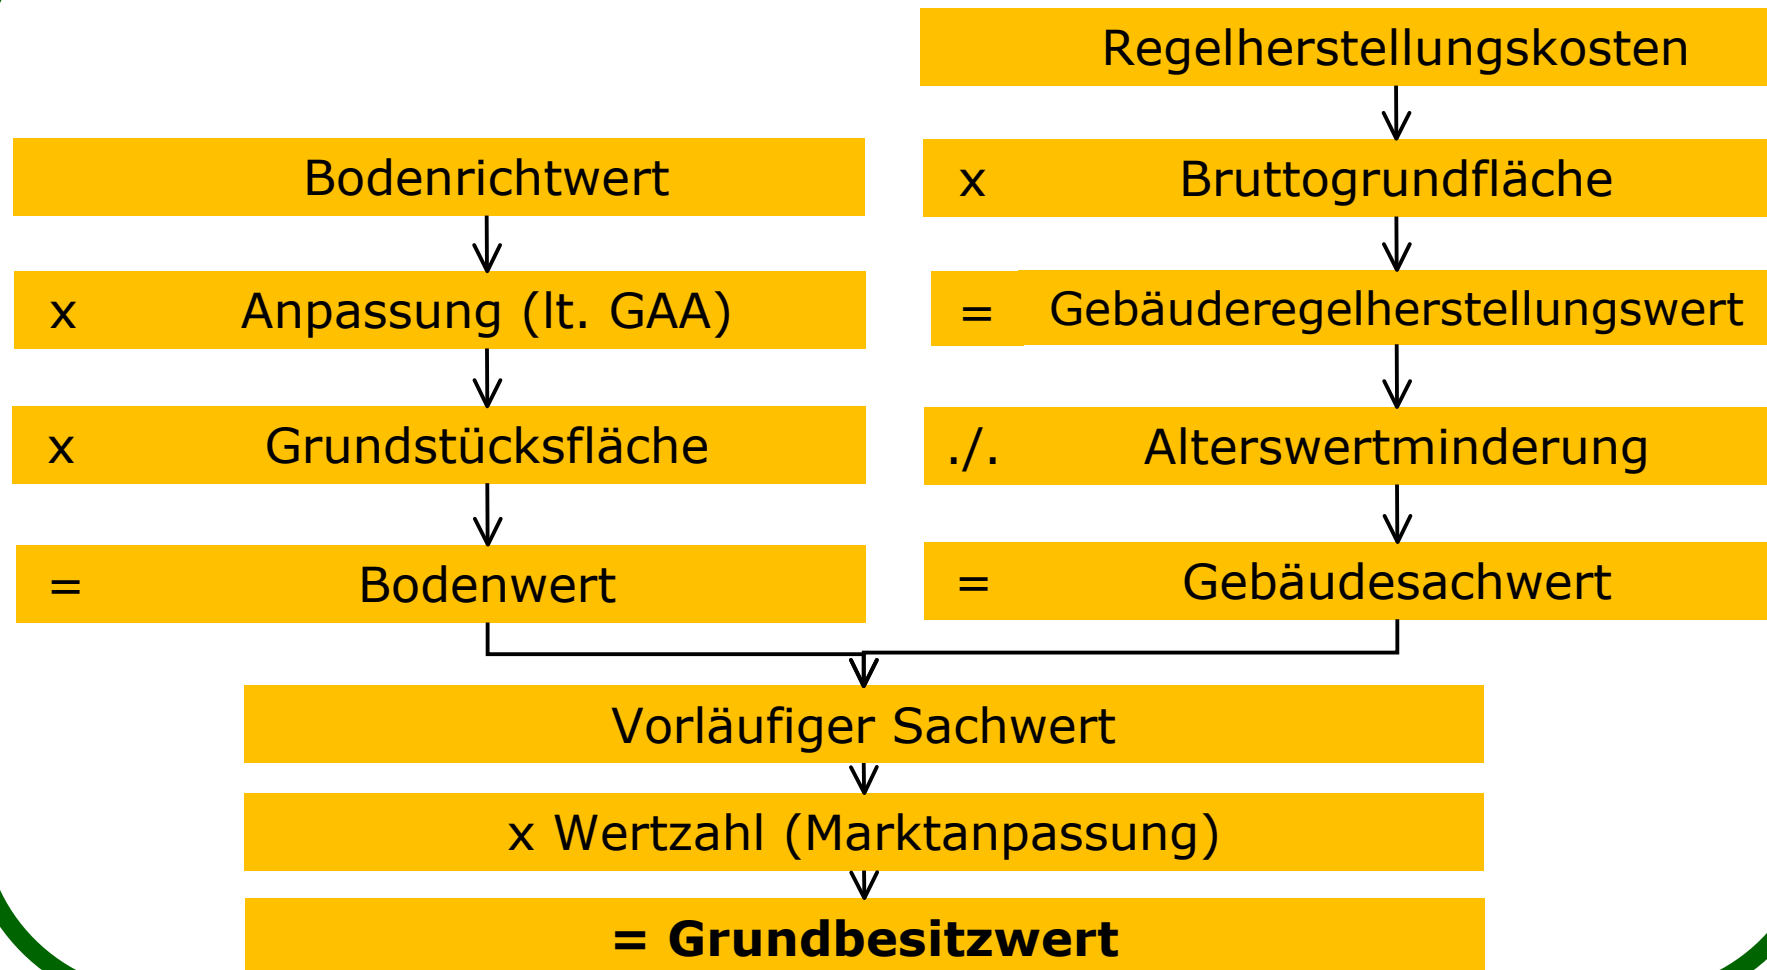 Bodenrichtwert
x Anpassung (lt. GAA)
x Grundstücksfläche
= Bodenwert
Regelherstellungskosten
x Bruttogrundfläche
= Gebäuderegelherstellungswert
./. Alterswertminderung
= Gebäudesachwert
Vorläufiger Sachwert
x Wertzahl (Marktanpassung)
= Grundbesitzwert